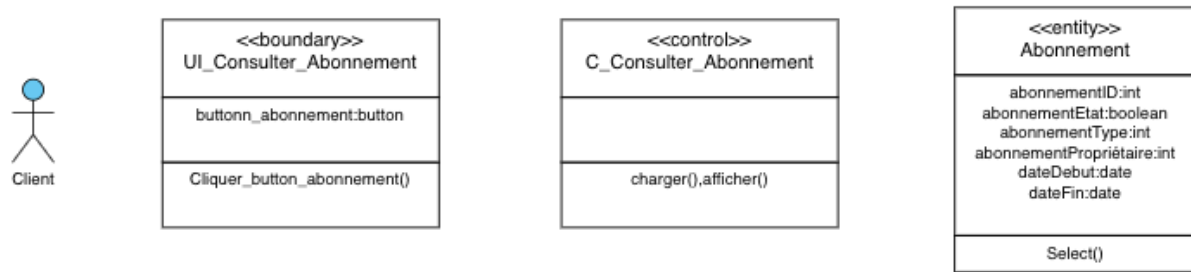 Client
<<boundary>>
UI_Consulter_Abonnement
buttonn_abonnement:button
Cliquer_button_abonnement()
<<control>>
C_Consulter_Abonnement
charger(),afficher()
<<entity>>
Abonnement
abonnementID:int
abonnementEtat:boolean
abonnementType:int
abonnementPropriétaire:int
dateDebut:date
dateFin:date
Select()